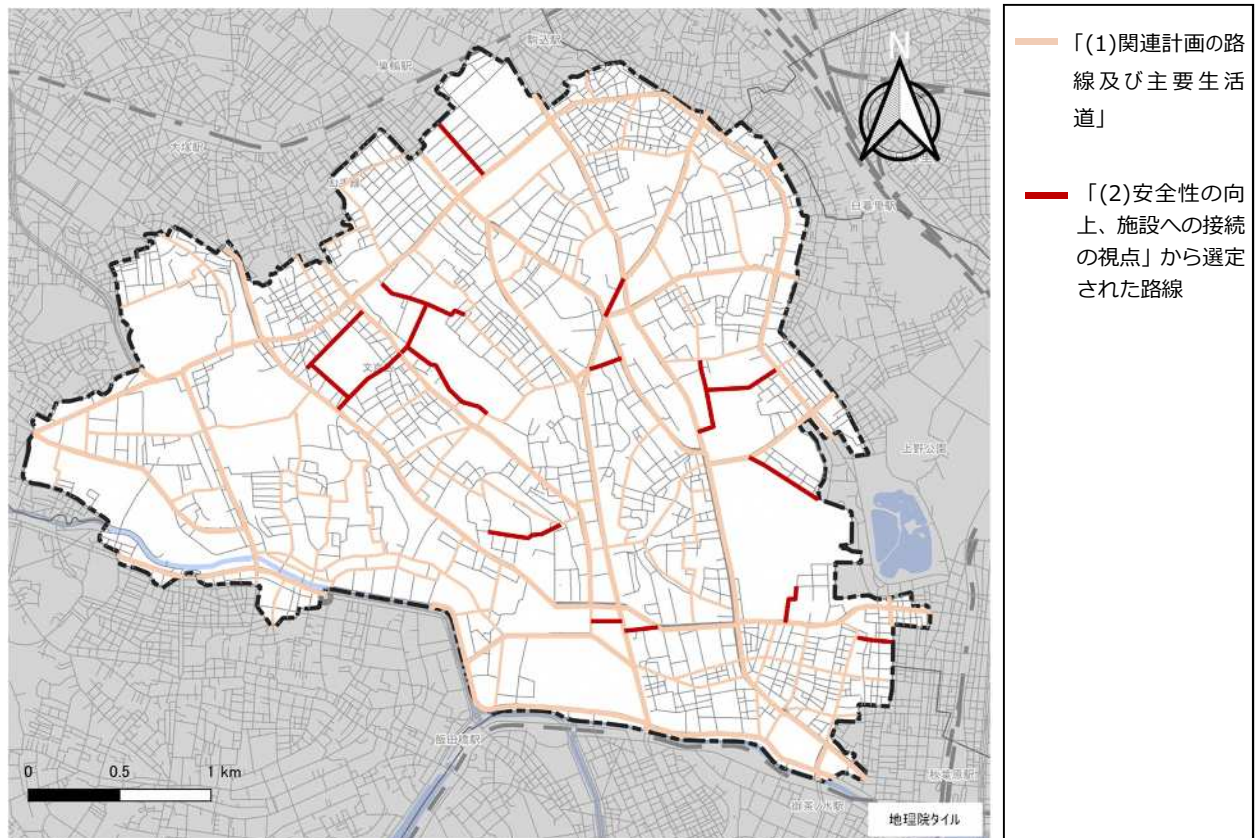 駒込駅
巣鴨駅
大塚駅
N
日暮里駅
上野公園
飯田橋駅
秋葉原駅
御茶ノ水駅
0 0.5 1 km
地理院タイル
「(1)関連計画の路
線及び主要生活
道」
「(2)安全性の向
上、施設への接続
の視点」から選定
された路線